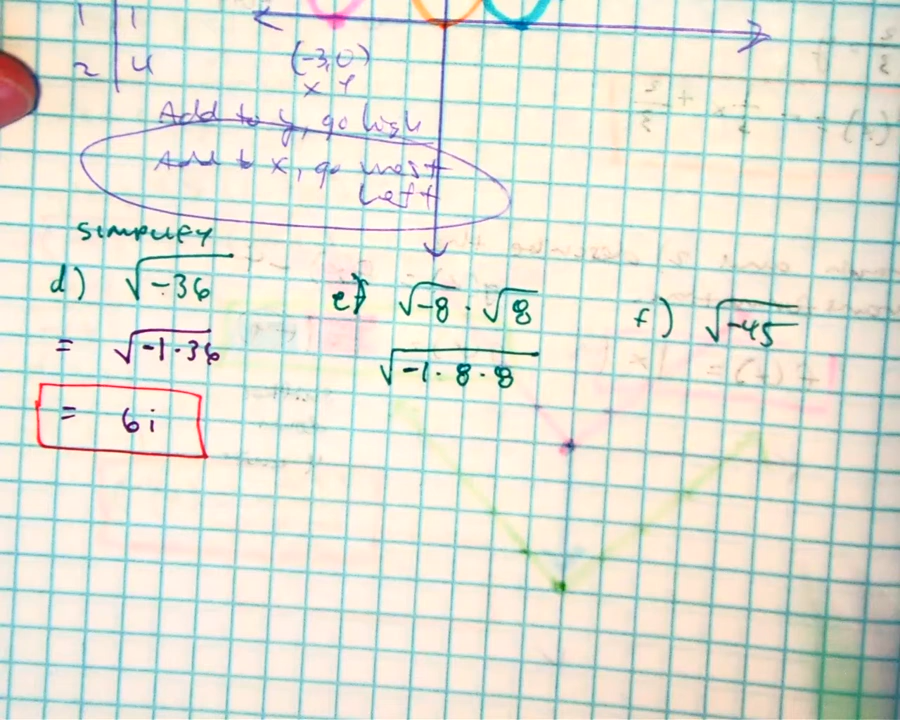 1 | 1
2 | 4
(-3,0)
x y
Add to y, go high
Add to x, go west
left
simplify
d) √-36
= √-1·36
= 6i
e) √-8 · √8
√-1·8·8
f) √-45